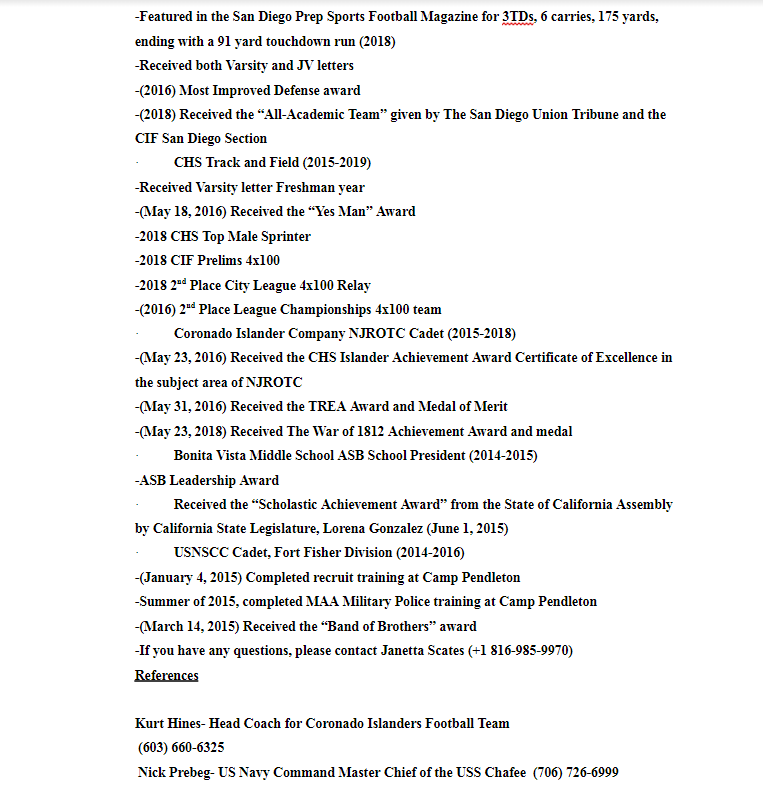 -Featured in the San Diego Prep Sports Football Magazine for 3TDs, 6 carries, 175 yards,
ending with a 91 yard touchdown run (2018)
-Received both Varsity and JV letters
-(2016) Most Improved Defense award
-(2018) Received the “All-Academic Team” given by The San Diego Union Tribune and the
CIF San Diego Section
· CHS Track and Field (2015-2019)
-Received Varsity letter Freshman year
-(May 18, 2016) Received the “Yes Man” Award
-2018 CHS Top Male Sprinter
-2018 CIF Prelims 4x100
-2018 2nd Place City League 4x100 Relay
-(2016) 2nd Place League Championships 4x100 team
· Coronado Islander Company NJROTC Cadet (2015-2018)
-(May 23, 2016) Received the CHS Islander Achievement Award Certificate of Excellence in
the subject area of NJROTC
-(May 31, 2016) Received the TREA Award and Medal of Merit
-(May 23, 2018) Received The War of 1812 Achievement Award and medal
· Bonita Vista Middle School ASB School President (2014-2015)
-ASB Leadership Award
· Received the “Scholastic Achievement Award” from the State of California Assembly
by California State Legislature, Lorena Gonzalez (June 1, 2015)
· USNSCC Cadet, Fort Fisher Division (2014-2016)
-(January 4, 2015) Completed recruit training at Camp Pendleton
-Summer of 2015, completed MAA Military Police training at Camp Pendleton
-(March 14, 2015) Received the “Band of Brothers” award
-If you have any questions, please contact Janetta Scates (+1 816-985-9970)
References
Kurt Hines- Head Coach for Coronado Islanders Football Team
(603) 660-6325
Nick Prebeg- US Navy Command Master Chief of the USS Chafee (706) 726-6999